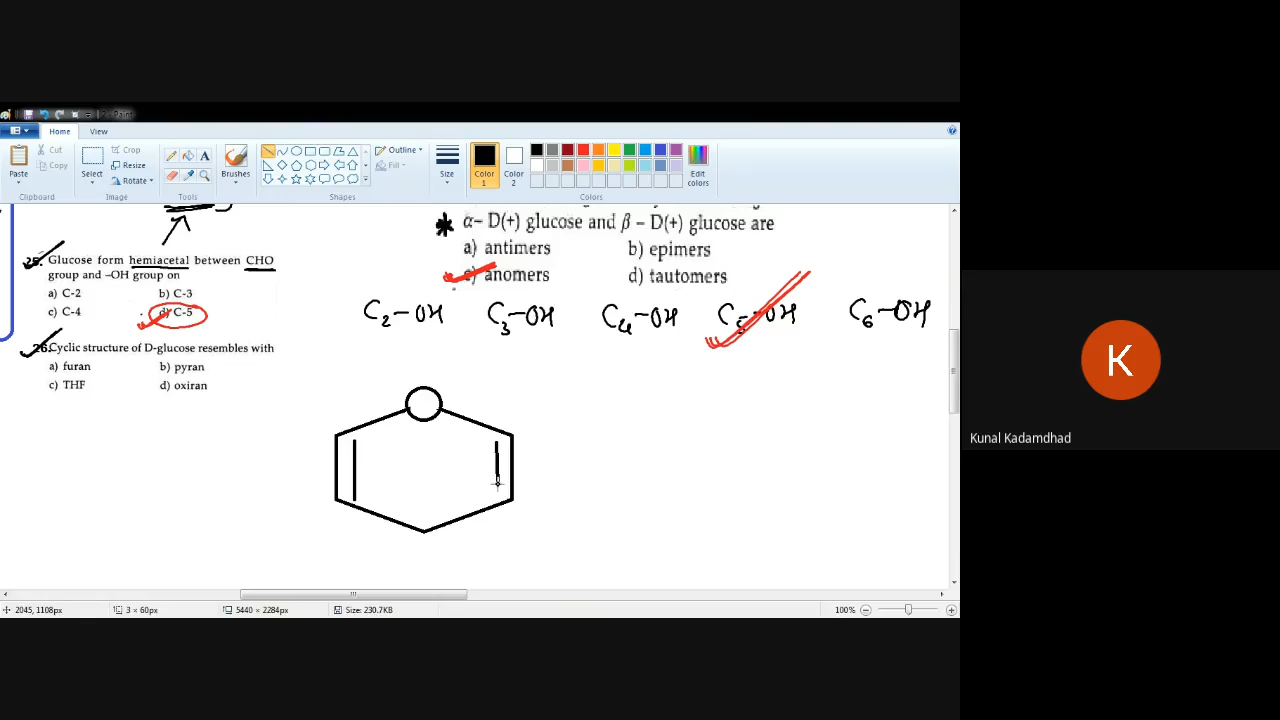 Paint
Home View
Paste
Cut
Copy
Select
Crop
Resize
Rotate
Brushes
Outline
Fill
Size
Color 1
Color 2
Edit colors
Clipboard
Image
Tools
Shapes
Colors
25. Glucose form hemiacetal between CHO
group and –OH group on
a) C-2 b) C-3
c) C-4 d) C-5
26. Cyclic structure of D-glucose resembles with
a) furan b) pyran
c) THF d) oxiran
* α– D(+) glucose and β – D(+) glucose are
a) antimers b) epimers
c) anomers d) tautomers
C2–OH C3–OH C4–OH C5–OH C6–OH
K
Kunal Kadamdhad
2045, 1108px 3 × 60px 5440 × 2284px Size: 230.7KB 100%